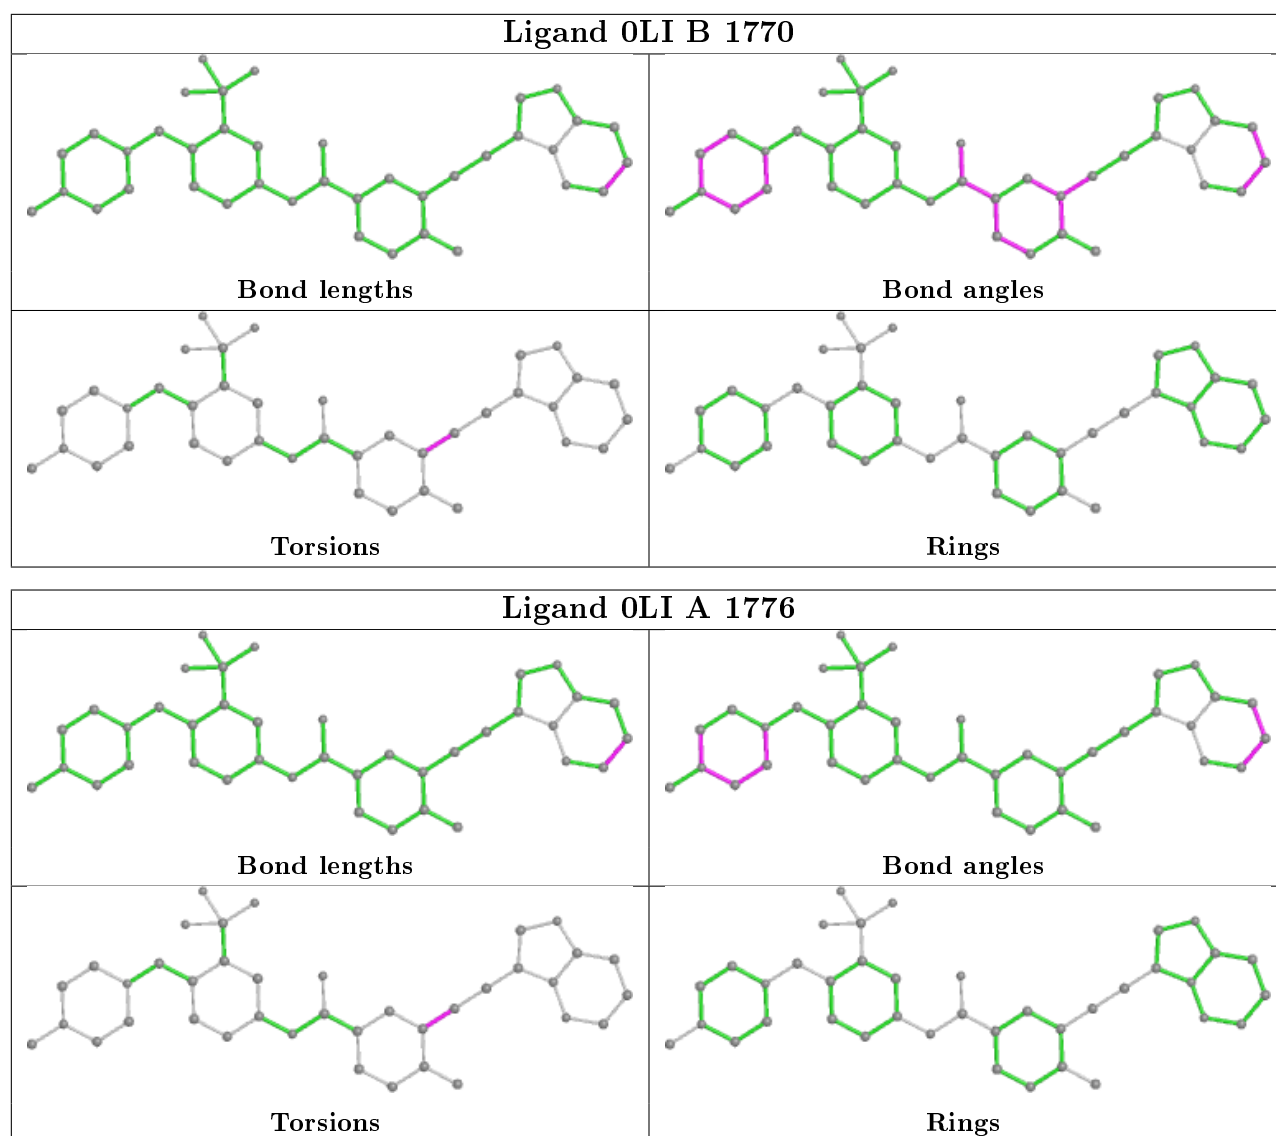 Ligand 0LI B 1770
Bond lengths
Bond angles
Torsions
Rings
Ligand 0LI A 1776
Bond lengths
Bond angles
Torsions
Rings